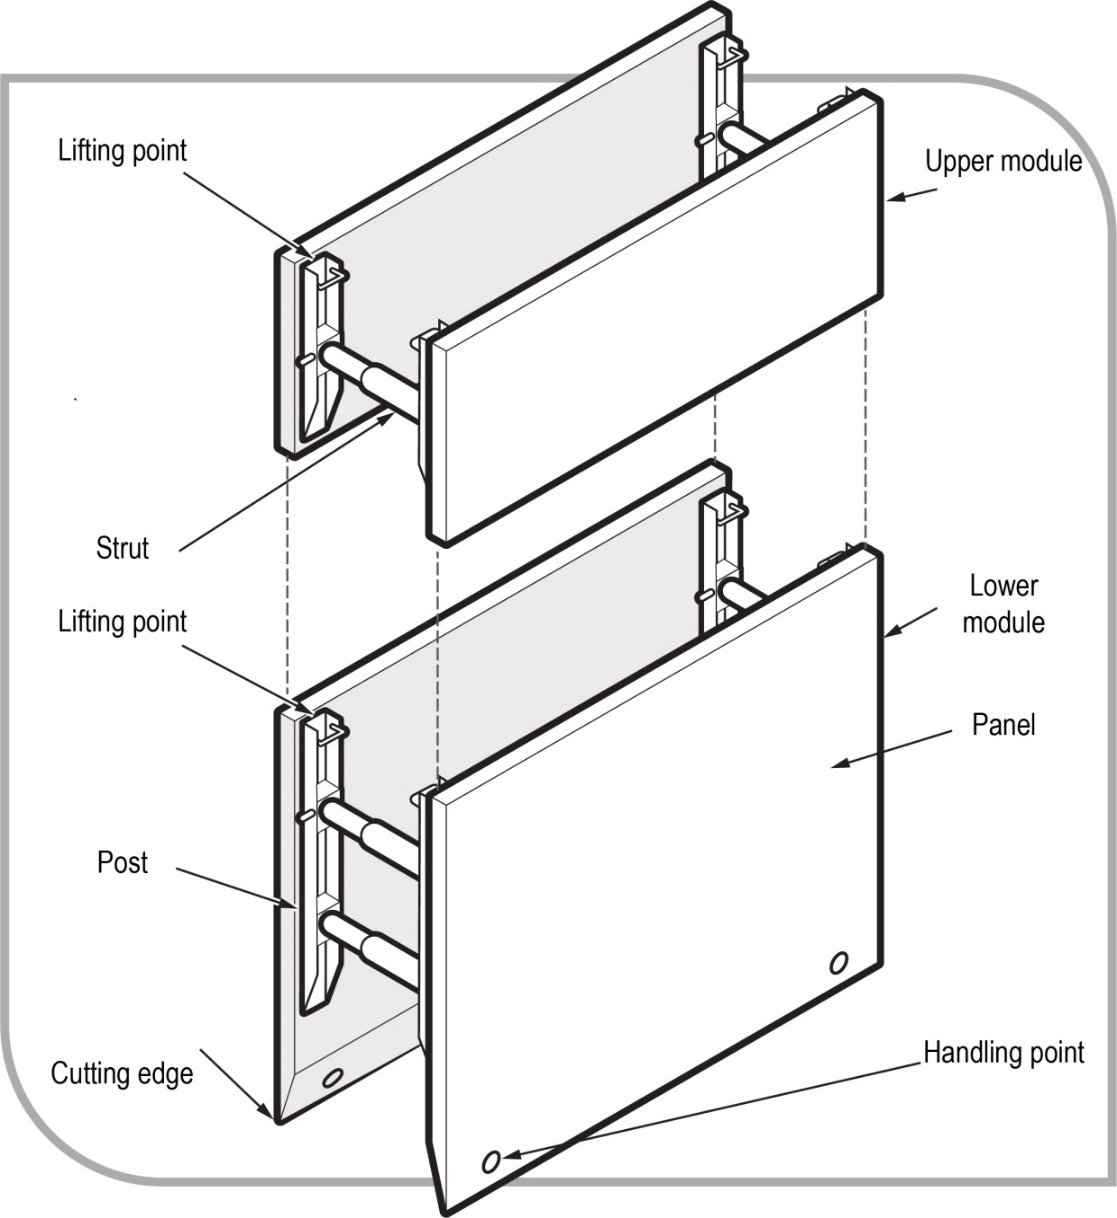 Lifting point
Upper module
Strut
Lifting point
Lower
module
Panel
Post
Cutting edge
Handling point